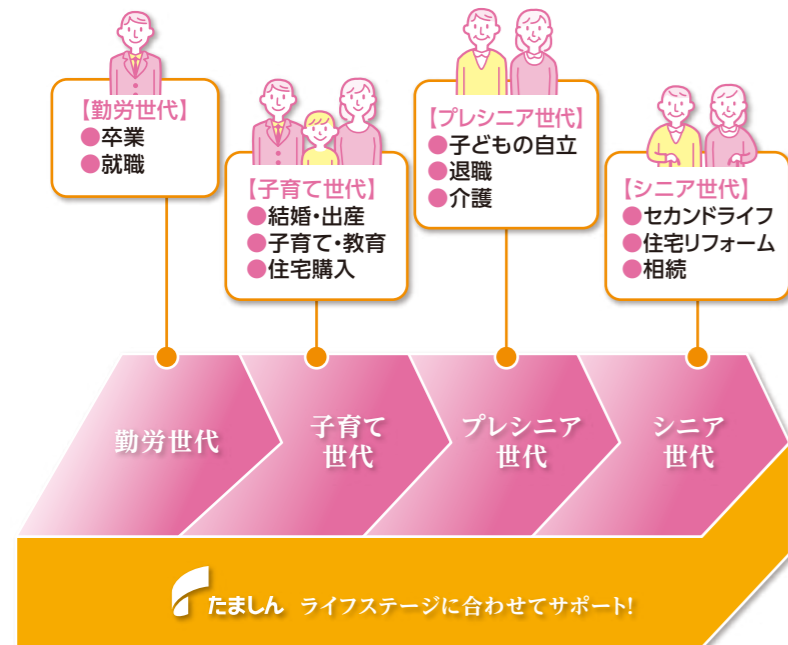 【勤労世代】
●卒業
●就職
【子育て世代】
●結婚・出産
●子育て・教育
●住宅購入
【プレシニア世代】
●子どもの自立
●退職
●介護
【シニア世代】
●セカンドライフ
●住宅リフォーム
●相続
勤労世代
子育て
世代
プレシニア
世代
シニア
世代
たましん ライフステージに合わせてサポート!